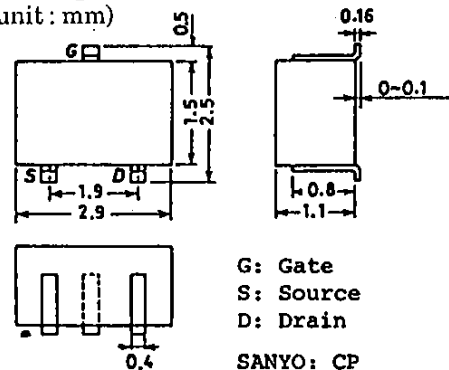 unit : mm)
0.5
0.16
G
0~0.1
1.5
2.5
S
D
1.9
0.8
2.9
1.1
G: Gate
S: Source
D: Drain
0.4
SANYO: CP